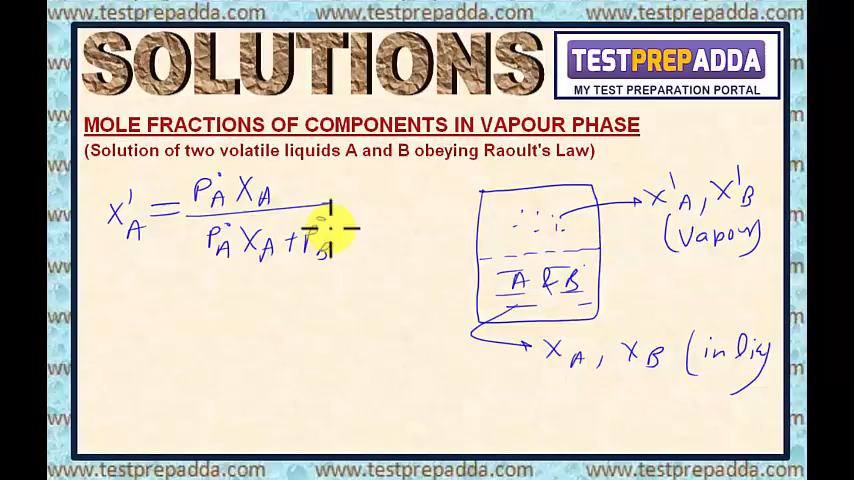 www.testprepadda.com www.testprepadda.com www.testprepadda.com
SOLUTIONS
TESTPREPADDA
MY TEST PREPARATION PORTAL
MOLE FRACTIONS OF COMPONENTS IN VAPOUR PHASE
(Solution of two volatile liquids A and B obeying Raoult's Law)
X'A = P°A XA / P°A XA + P°B
X'A, X'B
(Vapour)
A & B
XA, XB (in liq
www.testprepadda.com www.testprepadda.com www.testprepadda.com